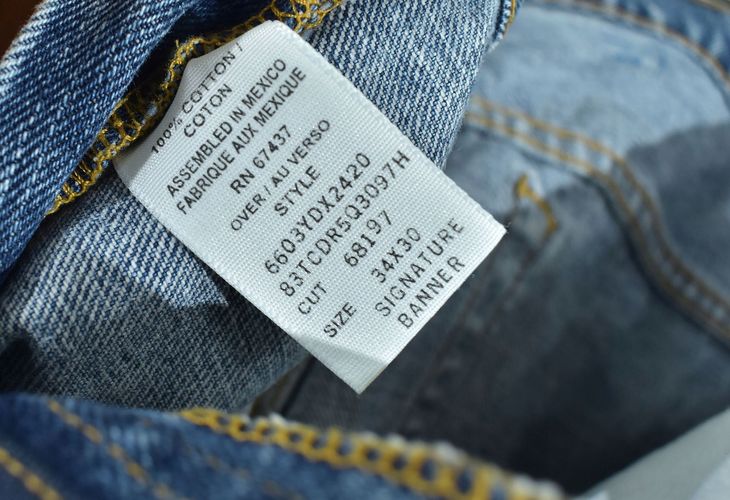 100% COTTON /
COTON
ASSEMBLED IN MEXICO
FABRIQUE AUX MEXIQUE
RN 67437
OVER / AU VERSO
STYLE
6603YDX2420
83TCDR5Q3097H
CUT 68197
SIZE 34X30
SIGNATURE
BANNER